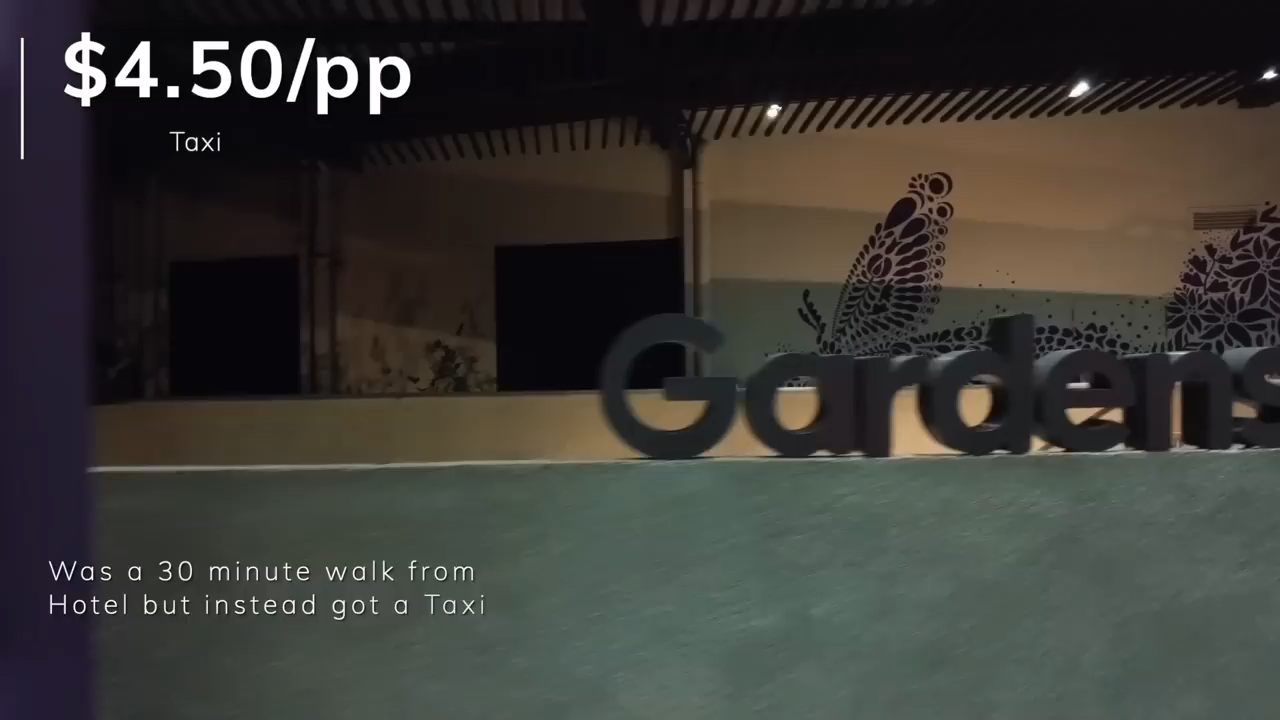 $4.50/pp
Taxi
Gardens
Was a 30 minute walk from
Hotel but instead got a Taxi